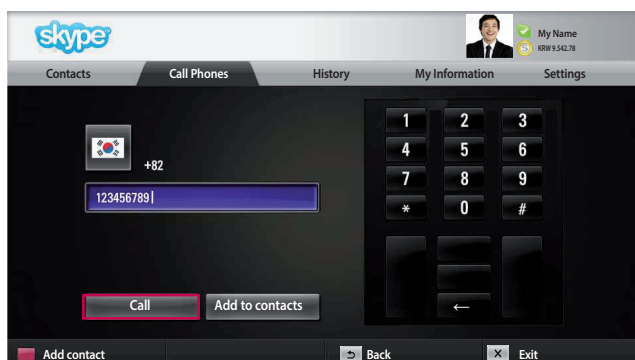 skype
My Name
KRW 9.542.78
Contacts Call Phones History My Information Settings
+82
123456789
1 2 3
4 5 6
7 8 9
* 0 #
Call Add to contacts ←
Add contact Back X Exit